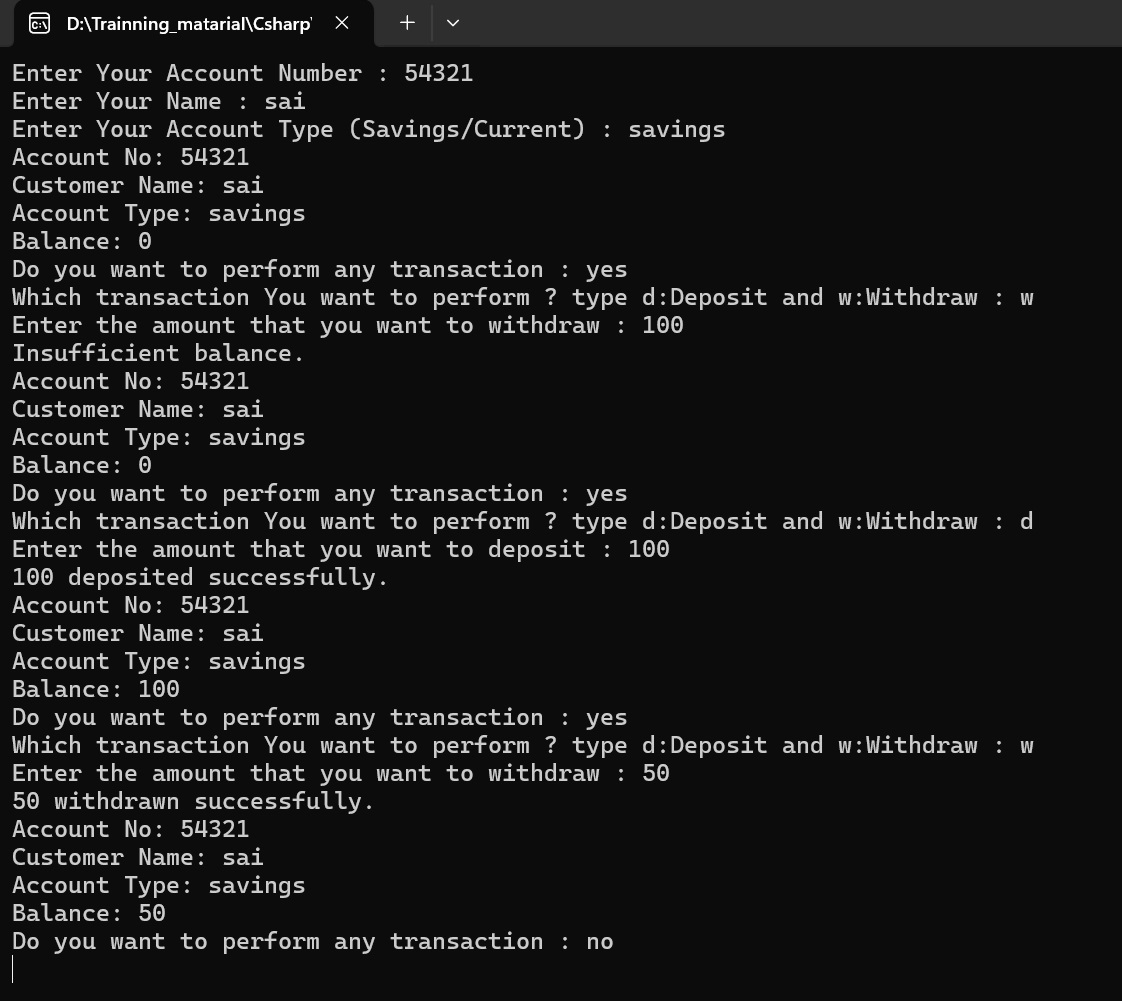 D:\Trainning_matarial\Csharp\
Enter Your Account Number : 54321
Enter Your Name : sai
Enter Your Account Type (Savings/Current) : savings
Account No: 54321
Customer Name: sai
Account Type: savings
Balance: 0
Do you want to perform any transaction : yes
Which transaction You want to perform ? type d:Deposit and w:Withdraw : w
Enter the amount that you want to withdraw : 100
Insufficient balance.
Account No: 54321
Customer Name: sai
Account Type: savings
Balance: 0
Do you want to perform any transaction : yes
Which transaction You want to perform ? type d:Deposit and w:Withdraw : d
Enter the amount that you want to deposit : 100
100 deposited successfully.
Account No: 54321
Customer Name: sai
Account Type: savings
Balance: 100
Do you want to perform any transaction : yes
Which transaction You want to perform ? type d:Deposit and w:Withdraw : w
Enter the amount that you want to withdraw : 50
50 withdrawn successfully.
Account No: 54321
Customer Name: sai
Account Type: savings
Balance: 50
Do you want to perform any transaction : no